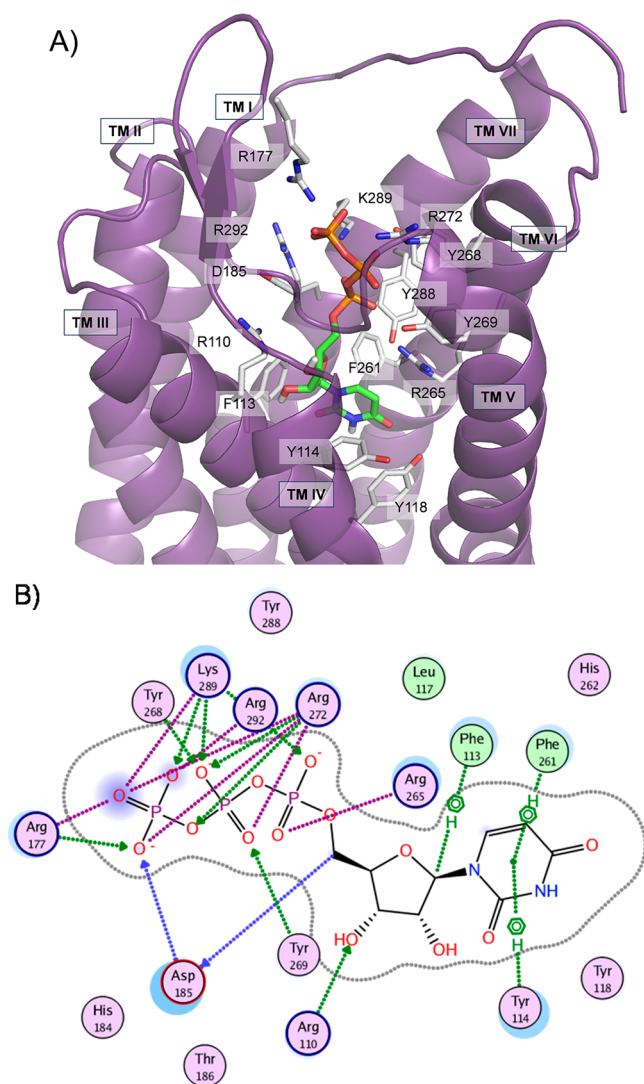 A)
TM I
TM II
TM VII
R177
K289
R272
TM VI
R292
Y268
D185
Y288
TM III
Y269
R110
F261
R265
TM V
F113
Y114
TM IV
Y118
B)
Tyr
288
Lys
289
Leu
117
His
262
Tyr
268
Arg
292
Arg
272
Phe
113
Phe
261
O O O-
Arg
265
O P O P O P O
H
H
Arg
177
O-
O
O
O
O
N
O
NH
HO
OH
O
H
Tyr
269
Asp
185
Tyr
118
Tyr
114
His
184
Arg
110
Thr
186